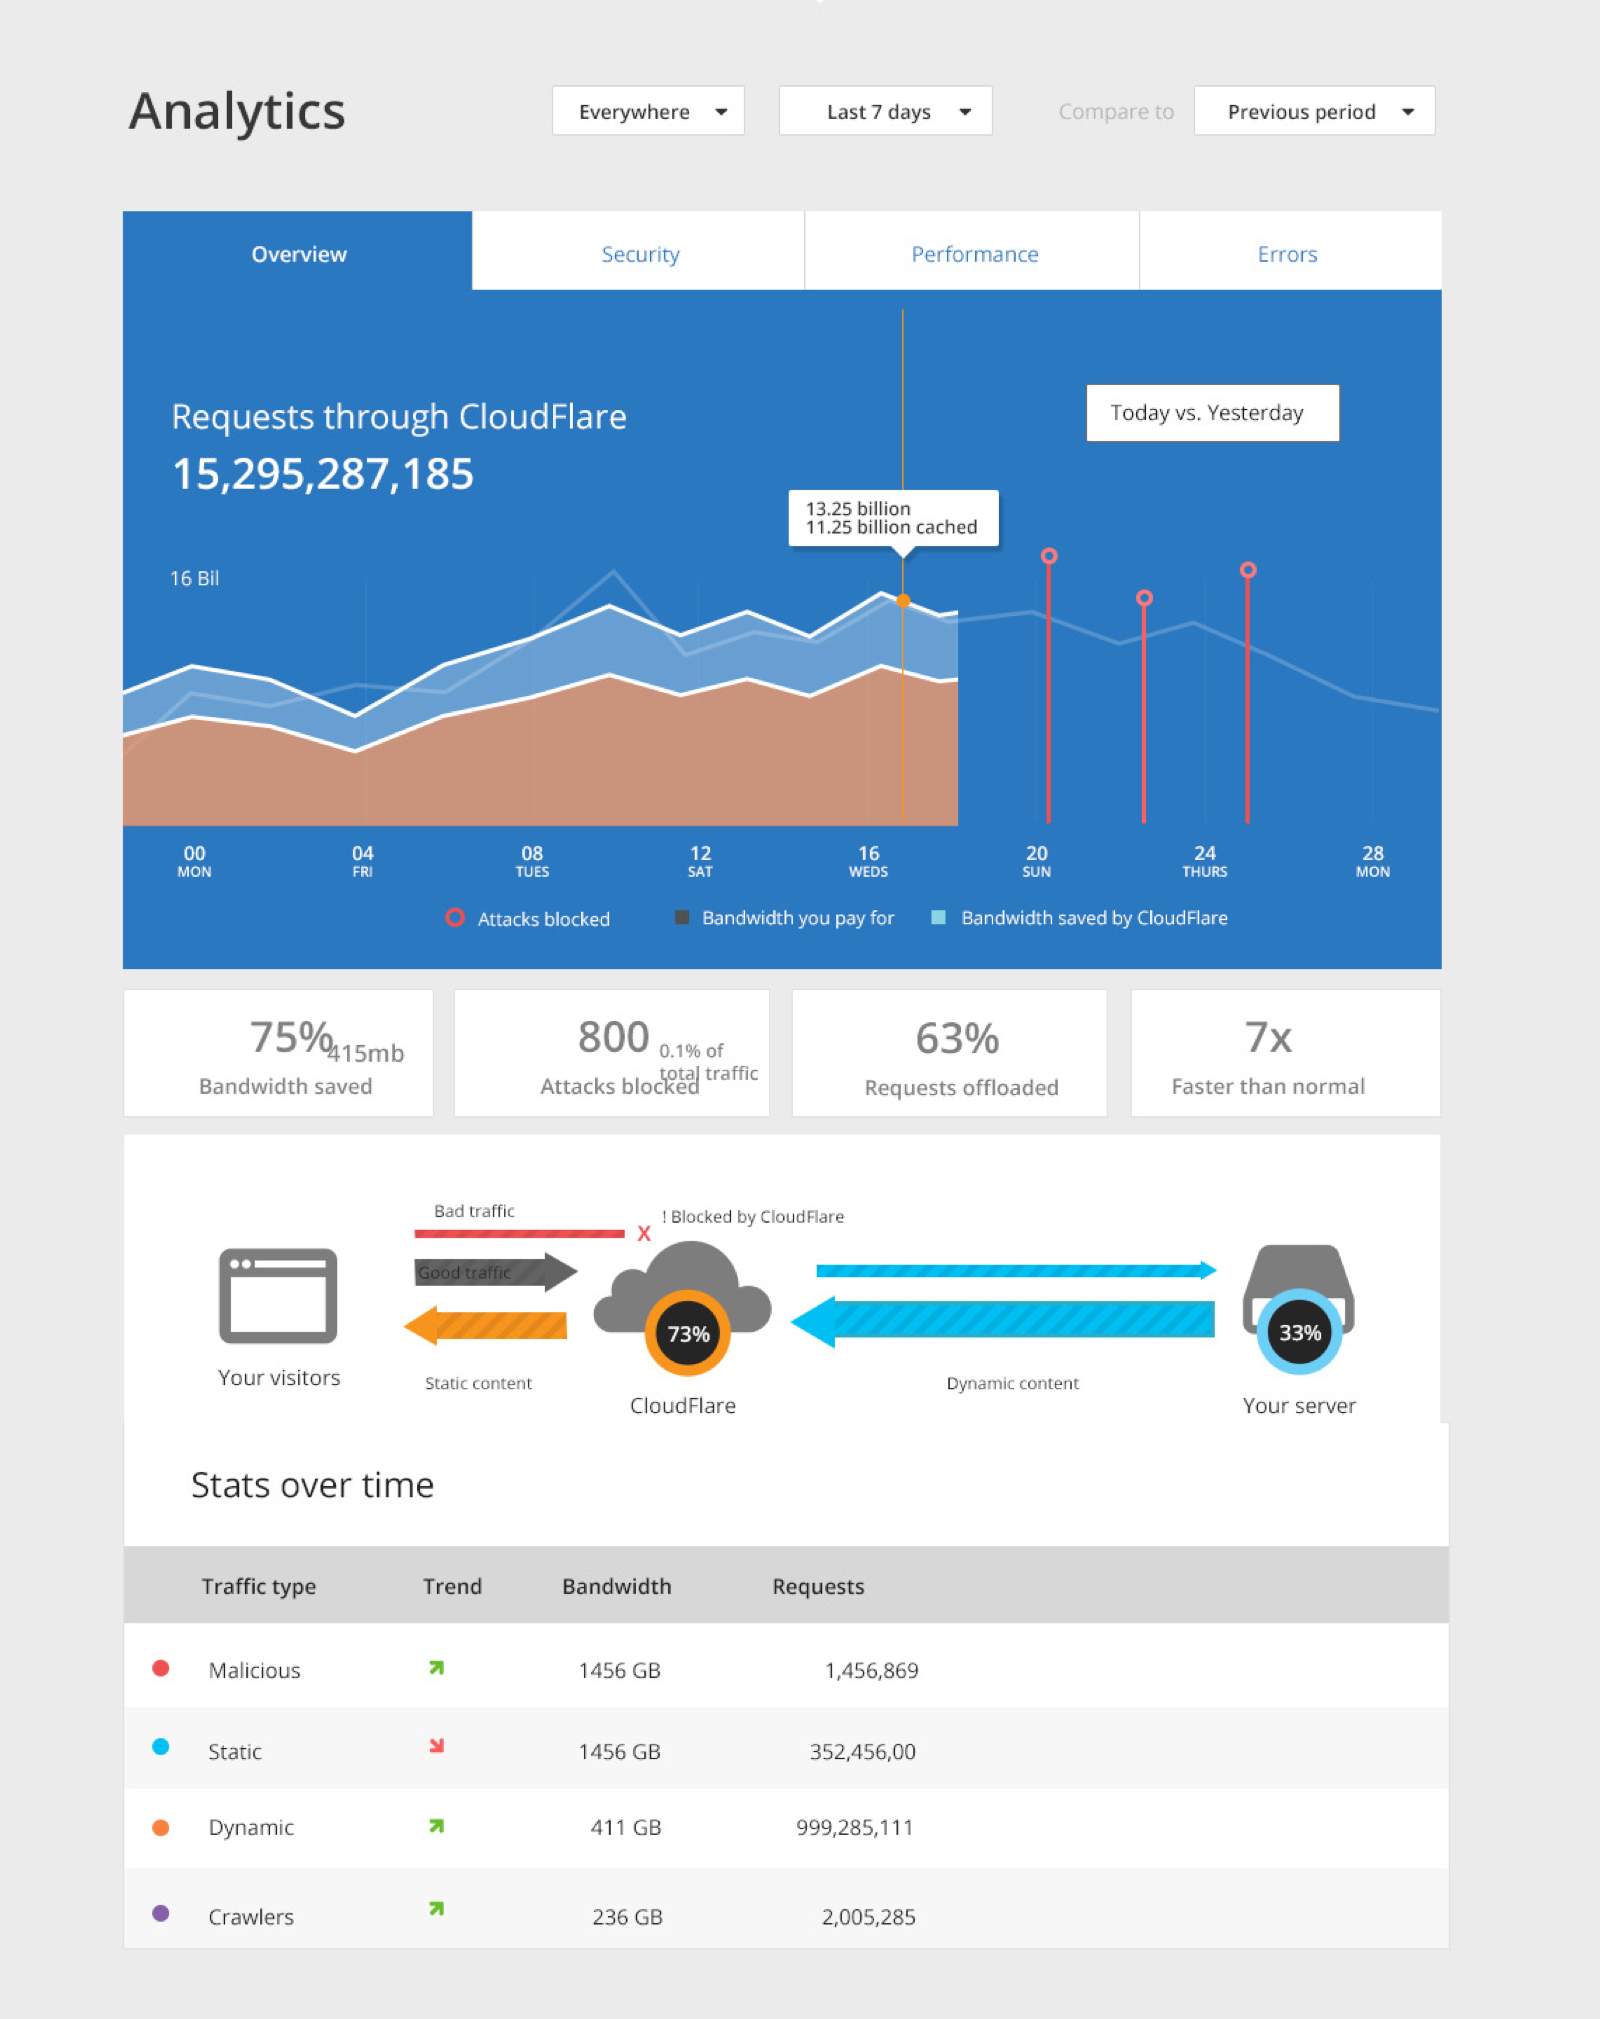 Analytics
Everywhere
Last 7 days
Compare to
Previous period
Overview
Security
Performance
Errors
Requests through CloudFlare
15,295,287,185
Today vs. Yesterday
13.25 billion
11.25 billion cached
16 Bil
00
MON
04
FRI
08
TUES
12
SAT
16
WEDS
20
SUN
24
THURS
28
MON
Attacks blocked
Bandwidth you pay for
Bandwidth saved by CloudFlare
75%
415mb
Bandwidth saved
800
0.1% of
total traffic
Attacks blocked
63%
Requests offloaded
7x
Faster than normal
Bad traffic
X
! Blocked by CloudFlare
Good traffic
73%
33%
Your visitors
Static content
CloudFlare
Dynamic content
Your server
Stats over time
Traffic type
Trend
Bandwidth
Requests
Malicious
1456 GB
1,456,869
Static
1456 GB
352,456,00
Dynamic
411 GB
999,285,111
Crawlers
236 GB
2,005,285